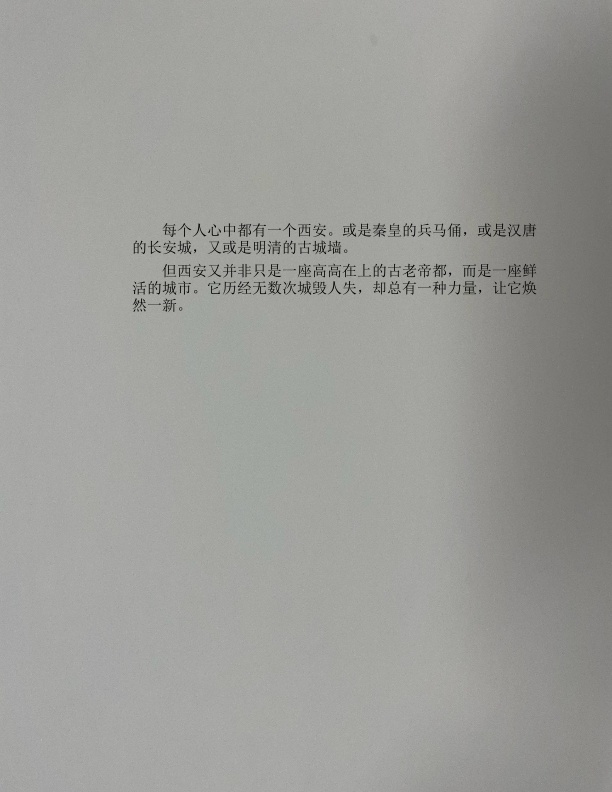 每个人心中都有一个西安。或是秦皇的兵马俑，或是汉唐
的长安城，又或是明清的古城墙。
但西安又并非只是一座高高在上的古老帝都，而是一座鲜
活的城市。它历经无数次城毁人失，却总有一种力量，让它焕
然一新。